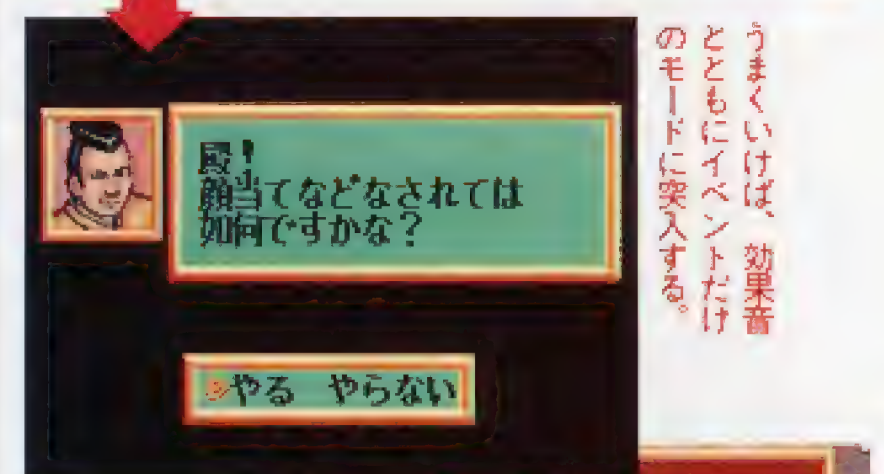 殿！
顔当てなどなされては
如何ですかな？
やる　やらない
うまくいけば、効果音
とともにイベントだけ
のモードに突入する。